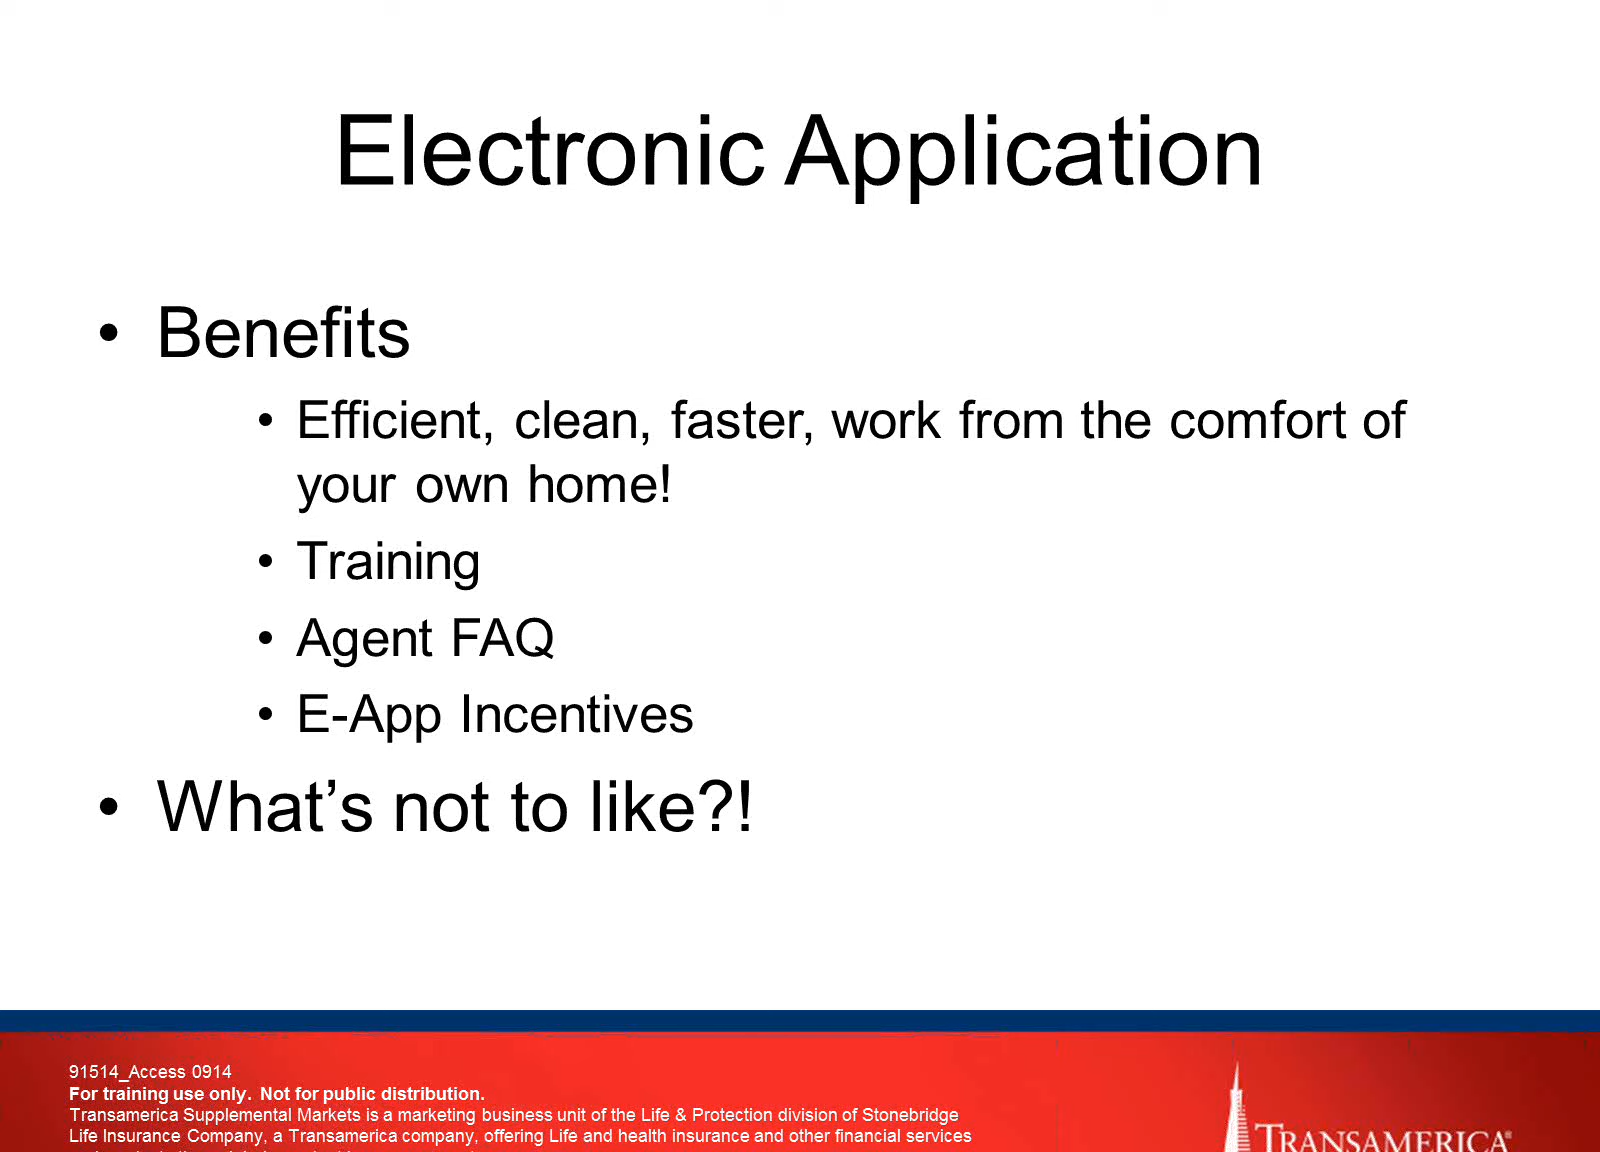 Electronic Application
• Benefits
• Efficient, clean, faster, work from the comfort of
your own home!
• Training
• Agent FAQ
• E-App Incentives
• What’s not to like?!
91514_Access 0914
For training use only. Not for public distribution.
Transamerica Supplemental Markets is a marketing business unit of the Life & Protection division of Stonebridge
Life Insurance Company, a Transamerica company, offering Life and health insurance and other financial services
TRANSAMERICA®